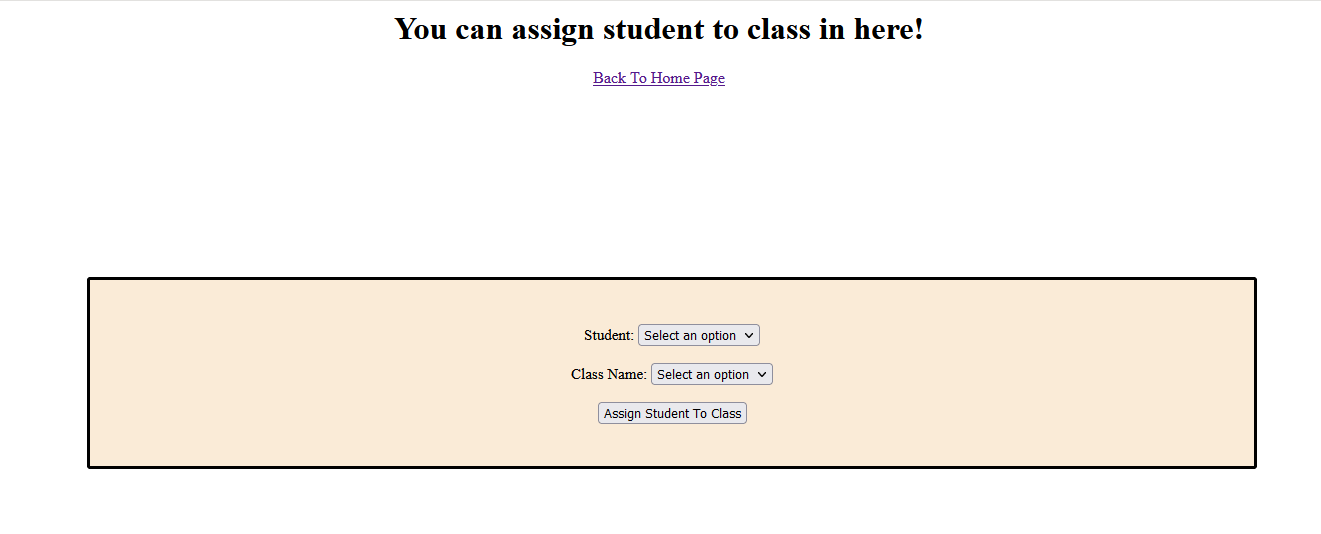 You can assign student to class in here!
Back To Home Page
Student: Select an option
Class Name: Select an option
Assign Student To Class